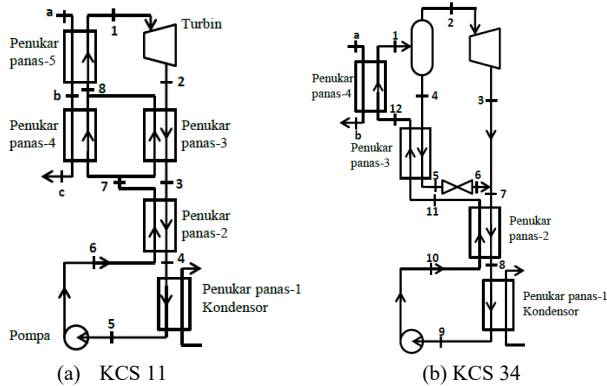 a
1
Turbin
Penukar
panas-5
2
b
8
Penukar
panas-4
Penukar
panas-3
c
7
3
Penukar
panas-2
6
4
Penukar panas-1
Kondensor
Pompa
5
(a) KCS 11
2
a
1
Penukar
panas-4
4
3
b
12
Penukar
panas-3
5
6
7
11
Penukar
panas-2
10
8
Penukar panas-1
Kondensor
Pompa
9
(b) KCS 34